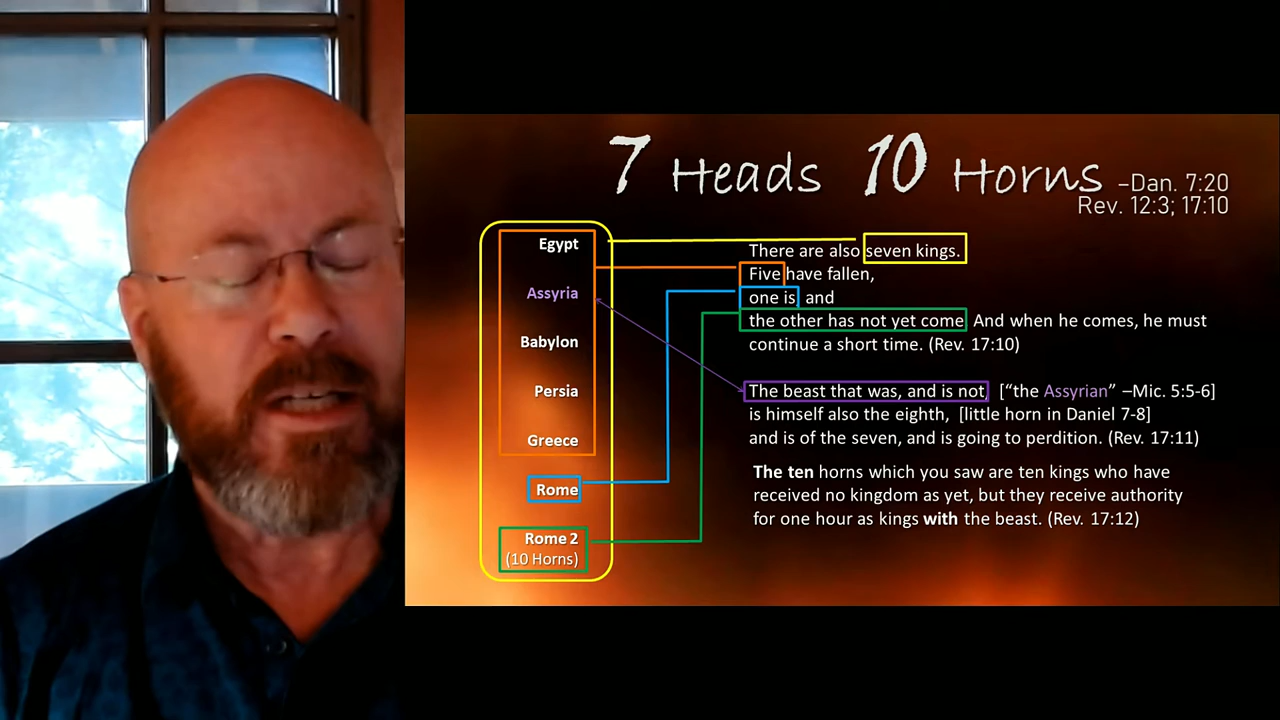 7 Heads 10 Horns –Dan. 7:20
Rev. 12:3; 17:10
Egypt
Assyria
Babylon
Persia
Greece
Rome
Rome 2
(10 Horns)
There are also seven kings.
Five have fallen,
one is, and
the other has not yet come. And when he comes, he must
continue a short time. (Rev. 17:10)
The beast that was, and is not, [“the Assyrian” –Mic. 5:5-6]
is himself also the eighth, [little horn in Daniel 7-8]
and is of the seven, and is going to perdition. (Rev. 17:11)
The ten horns which you saw are ten kings who have
received no kingdom as yet, but they receive authority
for one hour as kings with the beast. (Rev. 17:12)